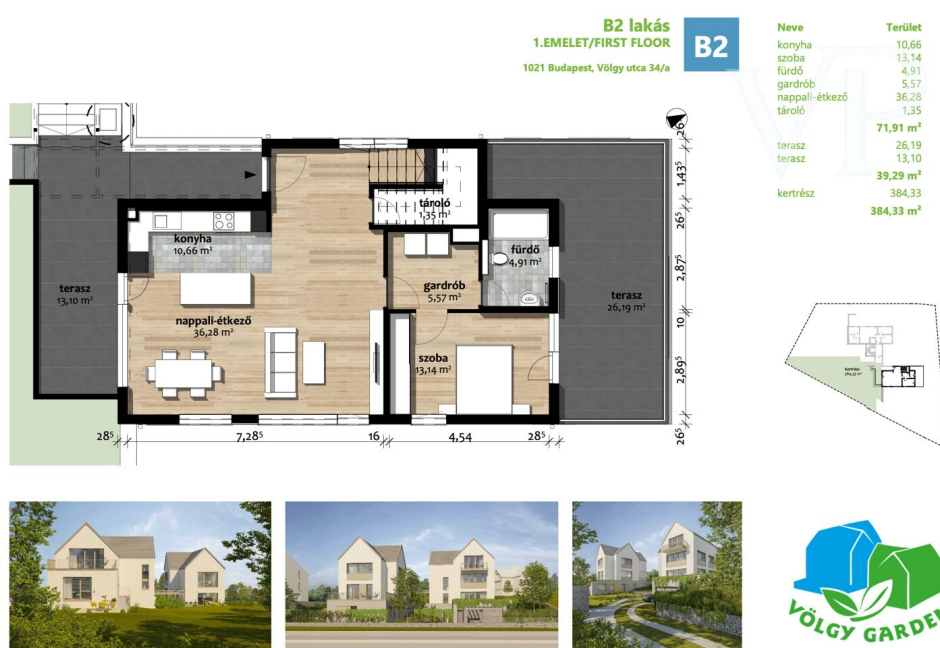 B2 lakás
1.EMELET/FIRST FLOOR
1021 Budapest, Völgy utca 34/a
B2
Neve Terület
konyha 10,66
szoba 13,14
fürdő 4,91
gardrób 5,57
nappali-étkező 36,28
tároló 1,35
71,91 m²
terasz 26,19
terasz 13,10
39,29 m²
kertrész 384,33
384,33 m²
tároló
1,35 m²
konyha
10,66 m²
fürdő
4,91 m²
gardrób
5,57 m²
terasz
13,10 m²
terasz
26,19 m²
nappali-étkező
36,28 m²
szoba
13,14 m²
26⁵
1,43⁵
26⁵
2,87⁵
10
2,89⁵
26⁵
28⁵ 7,28⁵ 16 4,54 28⁵
kertrész
384,33 m²
VÖLGY GARDEN